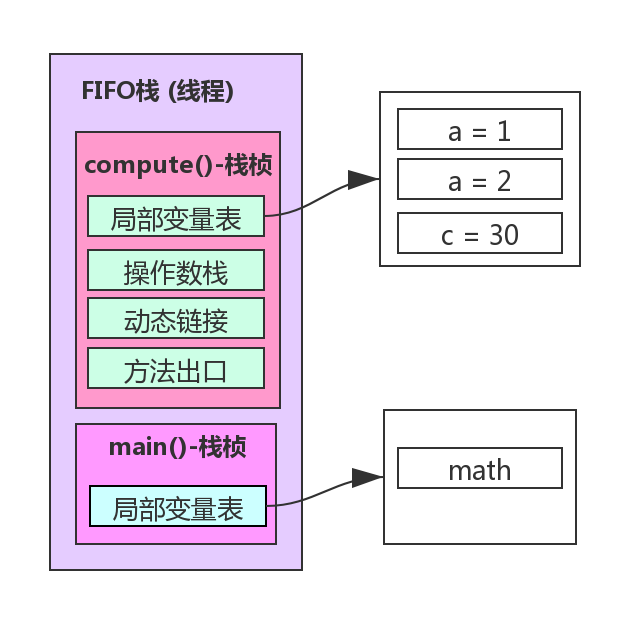 FIFO栈 (线程)
compute()-栈桢
局部变量表
操作数栈
动态链接
方法出口
main()-栈桢
局部变量表
a = 1
a = 2
c = 30
math